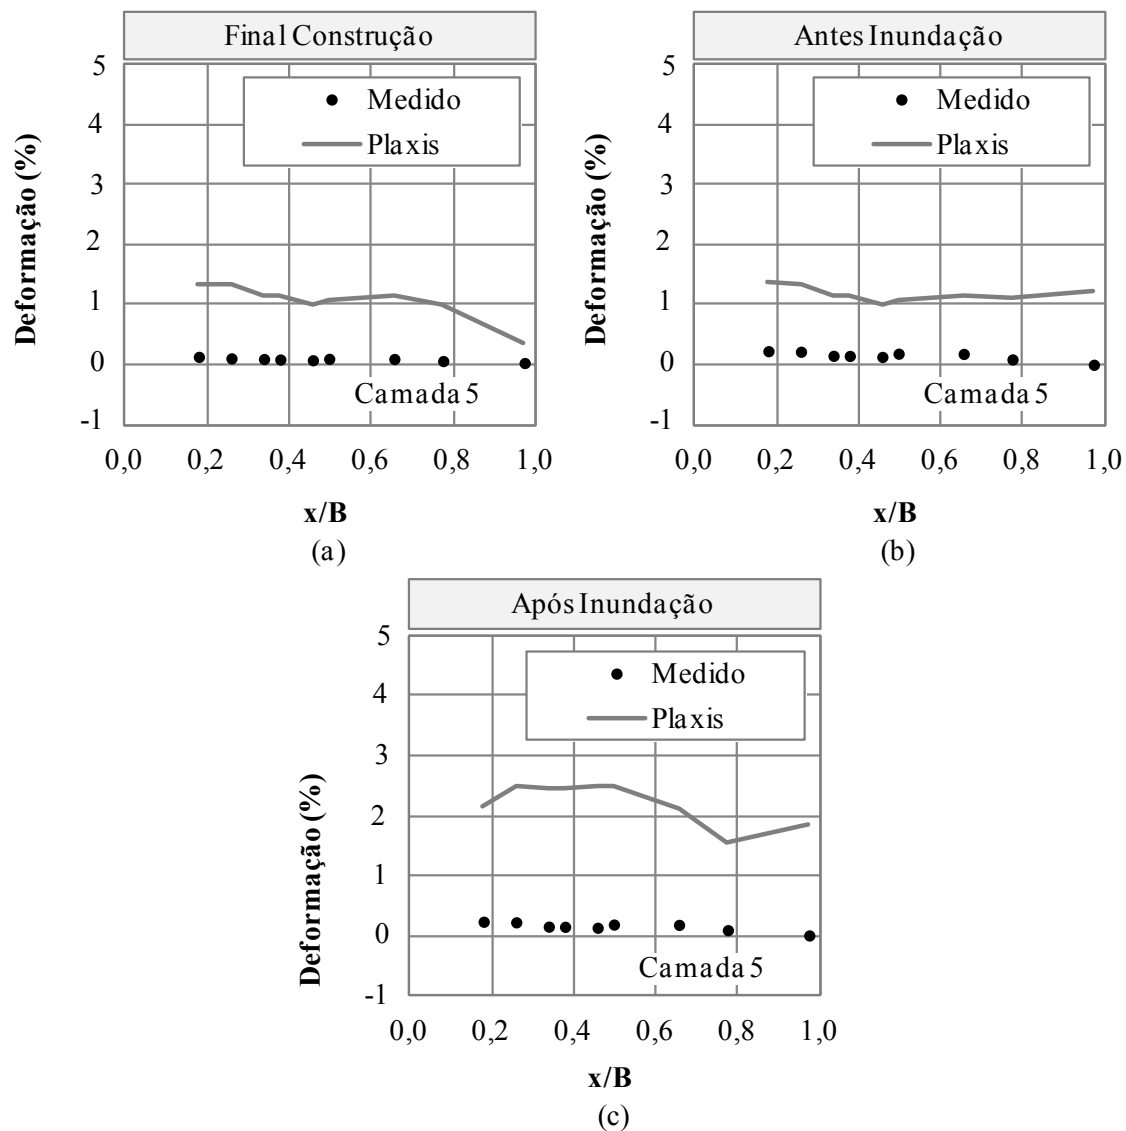 Final Construção
5
4
3
2
1
0
-1
Deformação (%)
Medido
Plaxis
Camada 5
0,0 0,2 0,4 0,6 0,8 1,0
x/B
(a)
Antes Inundação
5
4
3
2
1
0
-1
Deformação (%)
Medido
Plaxis
Camada 5
0,0 0,2 0,4 0,6 0,8 1,0
x/B
(b)
Após Inundação
5
4
3
2
1
0
-1
Deformação (%)
Medido
Plaxis
Camada 5
0,0 0,2 0,4 0,6 0,8 1,0
x/B
(c)